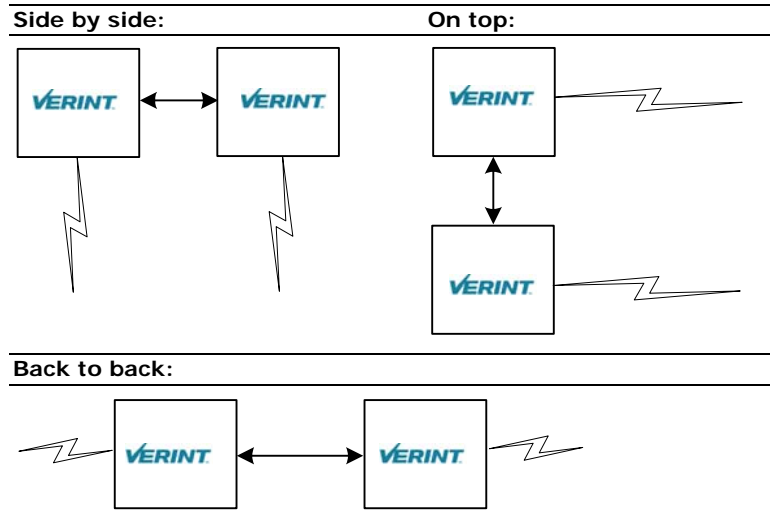 Side by side:
On top:
VERINT.
VERINT.
VERINT.
VERINT.
Back to back:
VERINT.
VERINT.